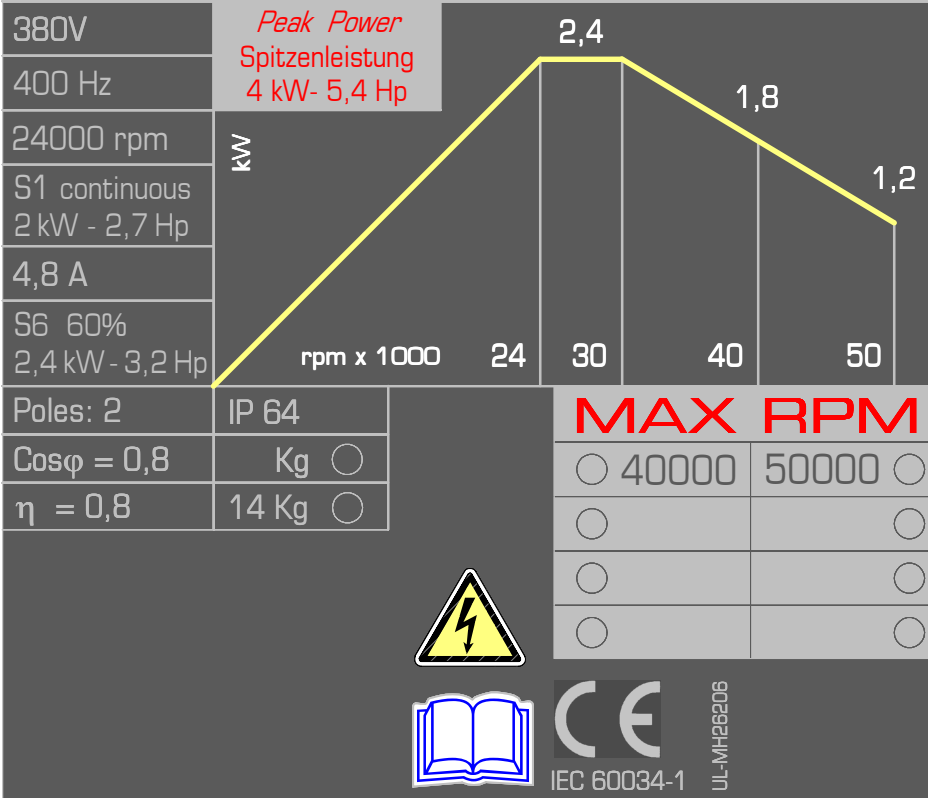 380V
400 Hz
24000 rpm
S1 continuous
2 kW - 2,7 Hp
4,8 A
S6 60%
2,4 kW - 3,2 Hp
Peak Power
Spitzenleistung
4 kW- 5,4 Hp
kW
2,4
1,8
1,2
rpm x 1000
24
30
40
50
Poles: 2
IP 64
Cosφ = 0,8
Kg
η = 0,8
14 Kg
MAX RPM
40000
50000
CE
IEC 60034-1
UL-MH26206